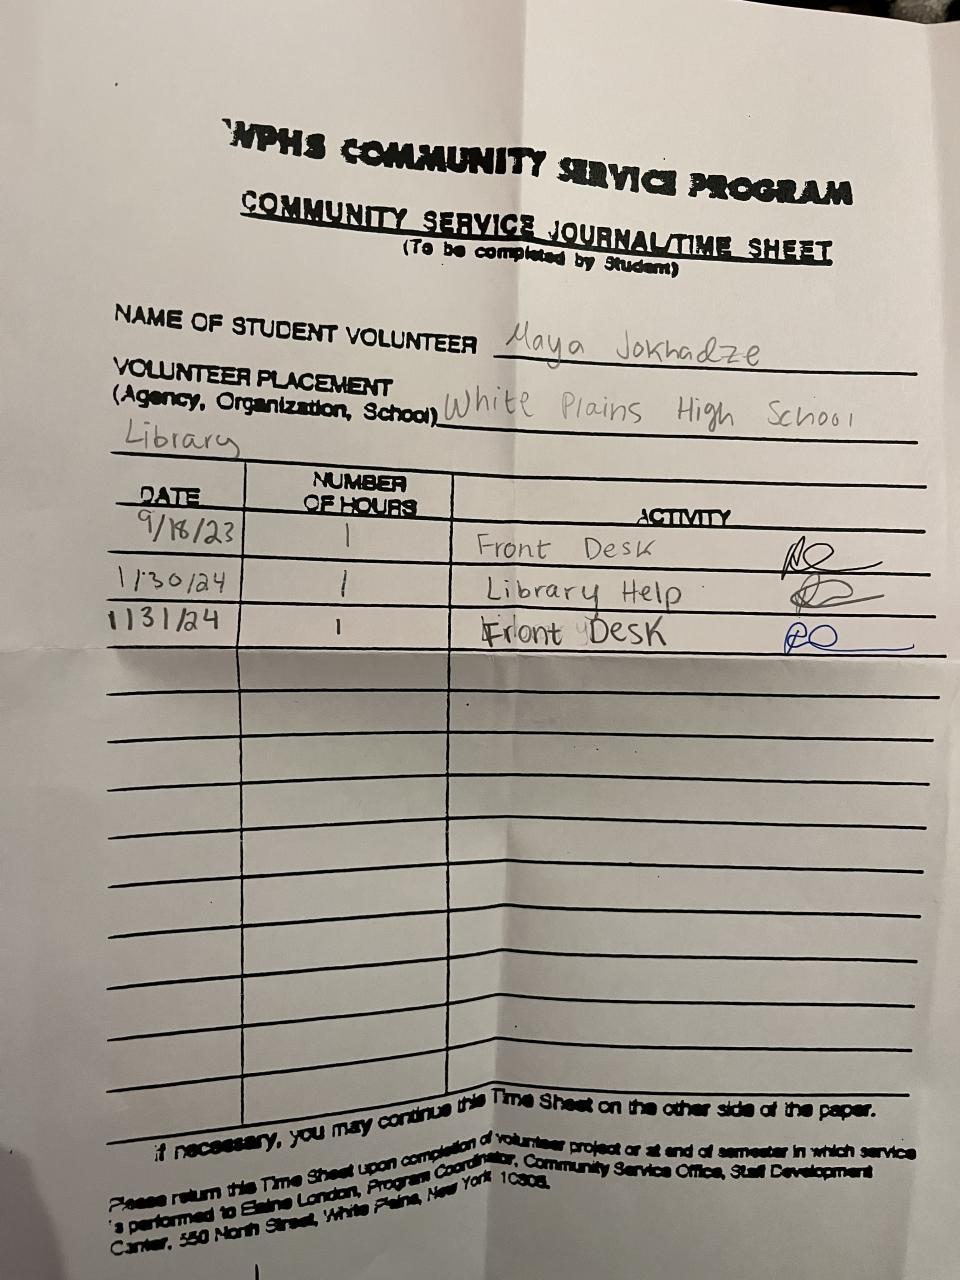 WPHS COMMUNITY SERVICE PROGRAM
COMMUNITY SERVICE JOURNAL/TIME SHEET
(To be completed by Student)
NAME OF STUDENT VOLUNTEER Maya Jokhadze
VOLUNTEER PLACEMENT
(Agency, Organization, School) White Plains High School
Library
DATE NUMBER OF HOURS ACTIVITY
9/18/23 1 Front Desk
1/30/24 1 Library Help
1/31/24 1 Front Desk
if necessary, you may continue this Time Sheet on the other side of the paper.
Please return this Time Sheet upon completion of volunteer project or at end of semester in which service
is performed to Elaine London, Program Coordinator, Community Service Office, Staff Development
Center, 550 North Street, White Plains, New York 10605.